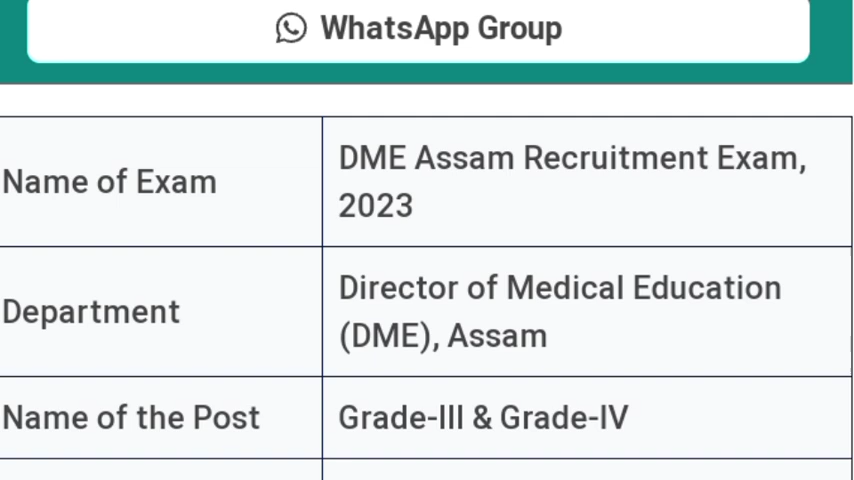 WhatsApp Group
Name of Exam
DME Assam Recruitment Exam,
2023
Department
Director of Medical Education
(DME), Assam
Name of the Post
Grade-III & Grade-IV